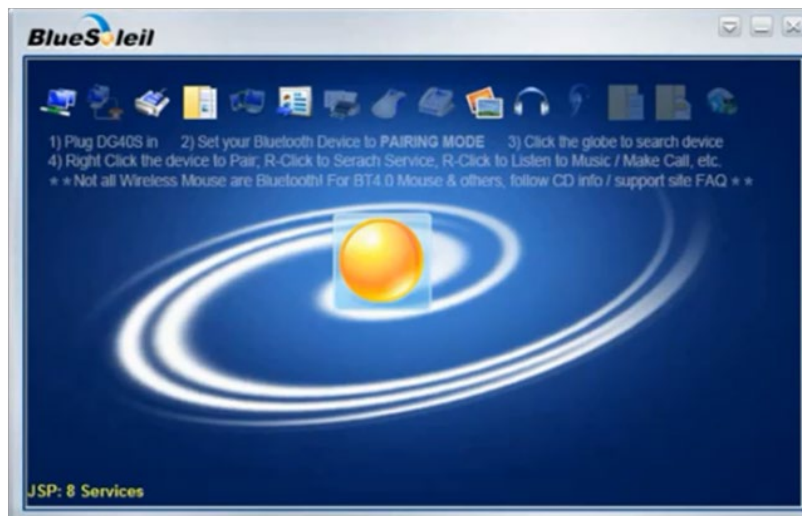 BlueSoleil
1) Plug DG40S in 2) Set your Bluetooth Device to PAIRING MODE 3) Click the globe to search device
4) Right Click the device to Pair; R-Click to Serach Service, R-Click to Listen to Music / Make Call, etc.
**Not all Wireless Mouse are Bluetooth! For BT4.0 Mouse & others, follow CD info / support site FAQ **
JSP: 8 Services